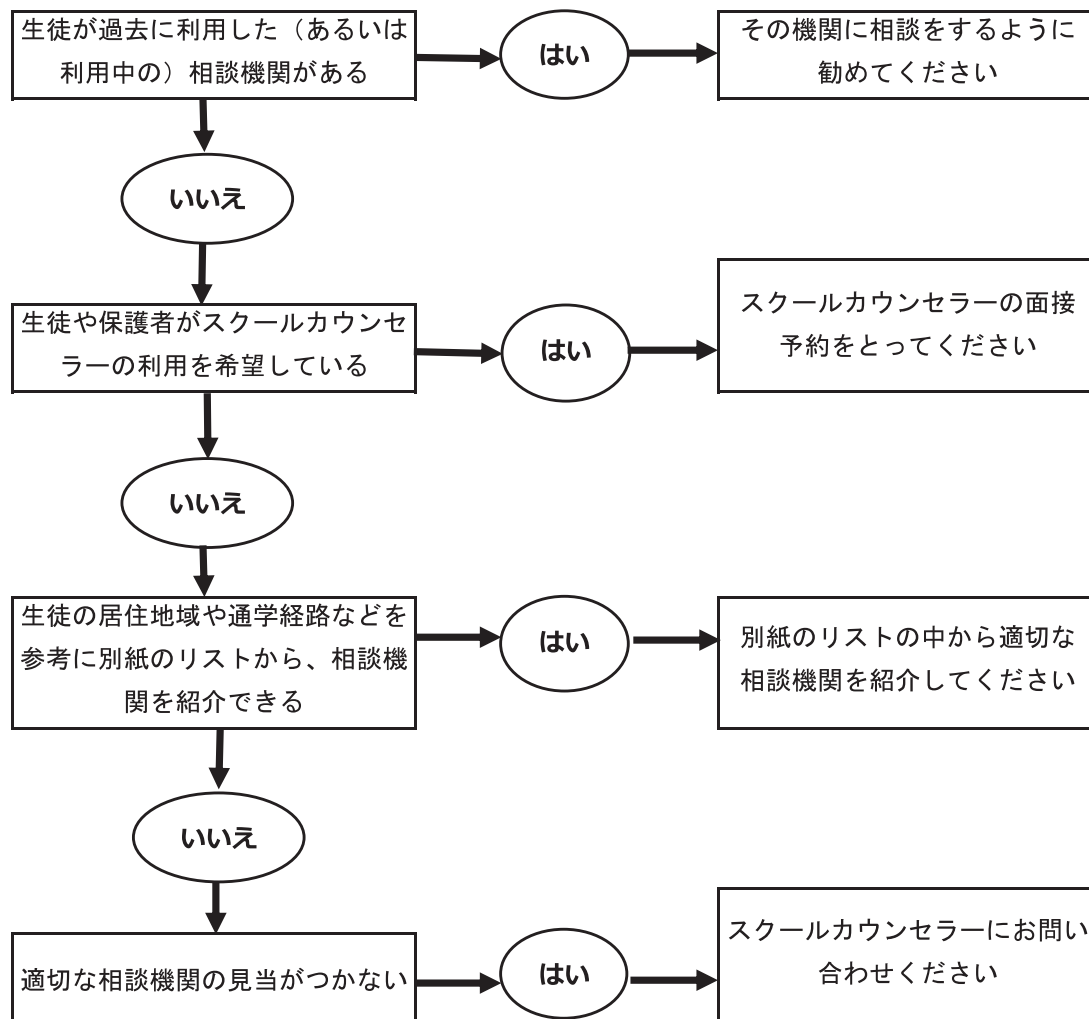 生徒が過去に利用した（あるいは
利用中の）相談機関がある
はい
その機関に相談をするように
勧めてください
いいえ
生徒や保護者がスクールカウンセ
ラーの利用を希望している
はい
スクールカウンセラーの面接
予約をとってください
いいえ
生徒の居住地域や通学経路などを
参考に別紙のリストから、相談機
関を紹介できる
はい
別紙のリストの中から適切な
相談機関を紹介してください
いいえ
適切な相談機関の見当がつかない
はい
スクールカウンセラーにお問い
合わせください